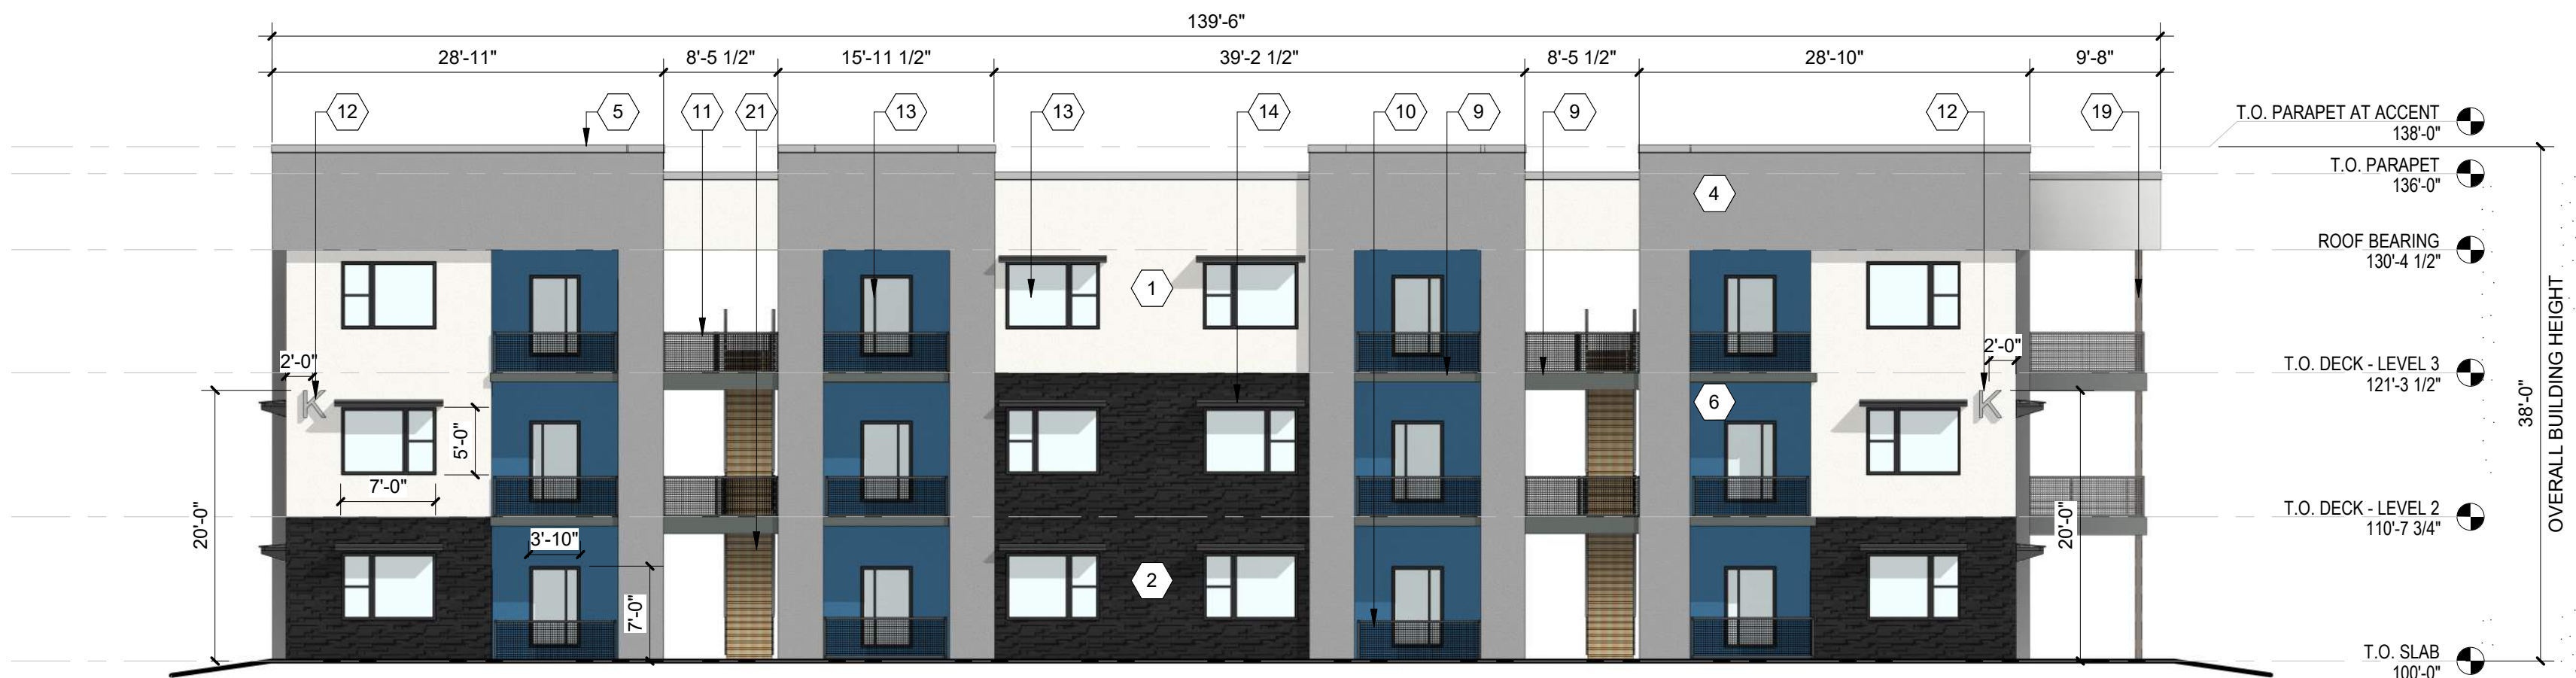 139'-6"
28'-11" 8'-5 1/2" 15'-11 1/2" 39'-2 1/2" 8'-5 1/2" 28'-10" 9'-8"
12 5 11 21 13 13 14 10 9 9 12 19
T.O. PARAPET AT ACCENT
138'-0"
T.O. PARAPET
136'-0"
4
ROOF BEARING
130'-4 1/2"
1
OVERALL BUILDING HEIGHT
38'-0"
2'-0" 2'-0"
T.O. DECK - LEVEL 3
121'-3 1/2"
K K
6
5'-0"
7'-0"
20'-0" 20'-0"
T.O. DECK - LEVEL 2
110'-7 3/4"
3'-10"
2
7'-0"
T.O. SLAB
100'-0"